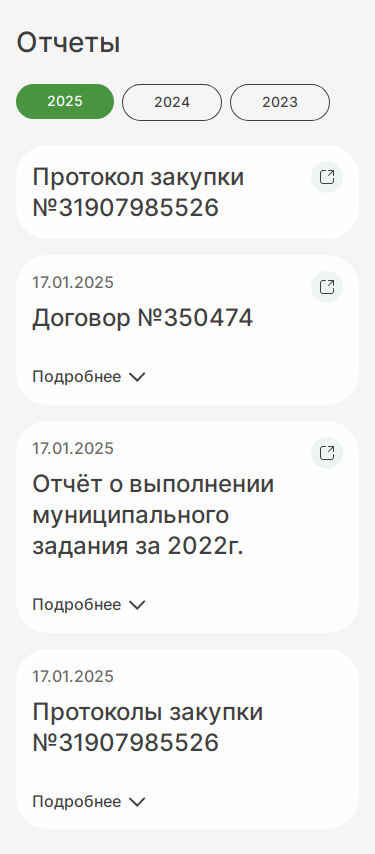 Отчеты
2025
2024
2023
Протокол закупки
№31907985526
17.01.2025
Договор №350474
Подробнее
17.01.2025
Отчёт о выполнении
муниципального
задания за 2022г.
Подробнее
17.01.2025
Протоколы закупки
№31907985526
Подробнее